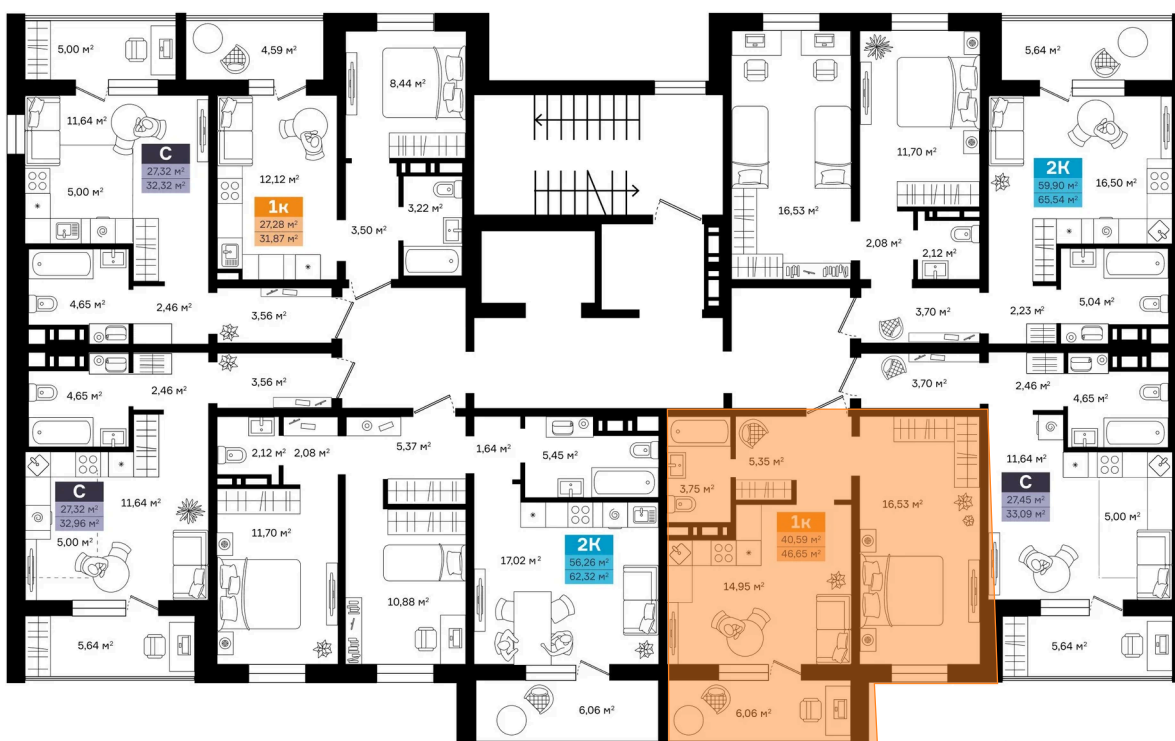 5,00 м²
4,59 м²
8,44 м²
5,64 м²
11,64 м²
С
27,32 м²
32,32 м²
5,00 м²
12,12 м²
1к
27,28 м²
31,87 м²
3,50 м²
3,22 м²
16,53 м²
11,70 м²
2К
59,90 м²
65,54 м²
16,50 м²
2,08 м²
2,12 м²
4,65 м²
2,46 м²
3,56 м²
3,70 м²
2,23 м²
5,04 м²
4,65 м²
2,46 м²
3,56 м²
3,70 м²
2,46 м²
4,65 м²
2,12 м²
2,08 м²
5,37 м²
1,64 м²
5,45 м²
3,75 м²
5,35 м²
16,53 м²
11,64 м²
С
27,45 м²
33,09 м²
5,00 м²
С
27,32 м²
32,96 м²
11,64 м²
5,00 м²
11,70 м²
10,88 м²
17,02 м²
2К
56,26 м²
62,32 м²
1к
40,59 м²
46,65 м²
14,95 м²
5,64 м²
6,06 м²
6,06 м²
5,64 м²